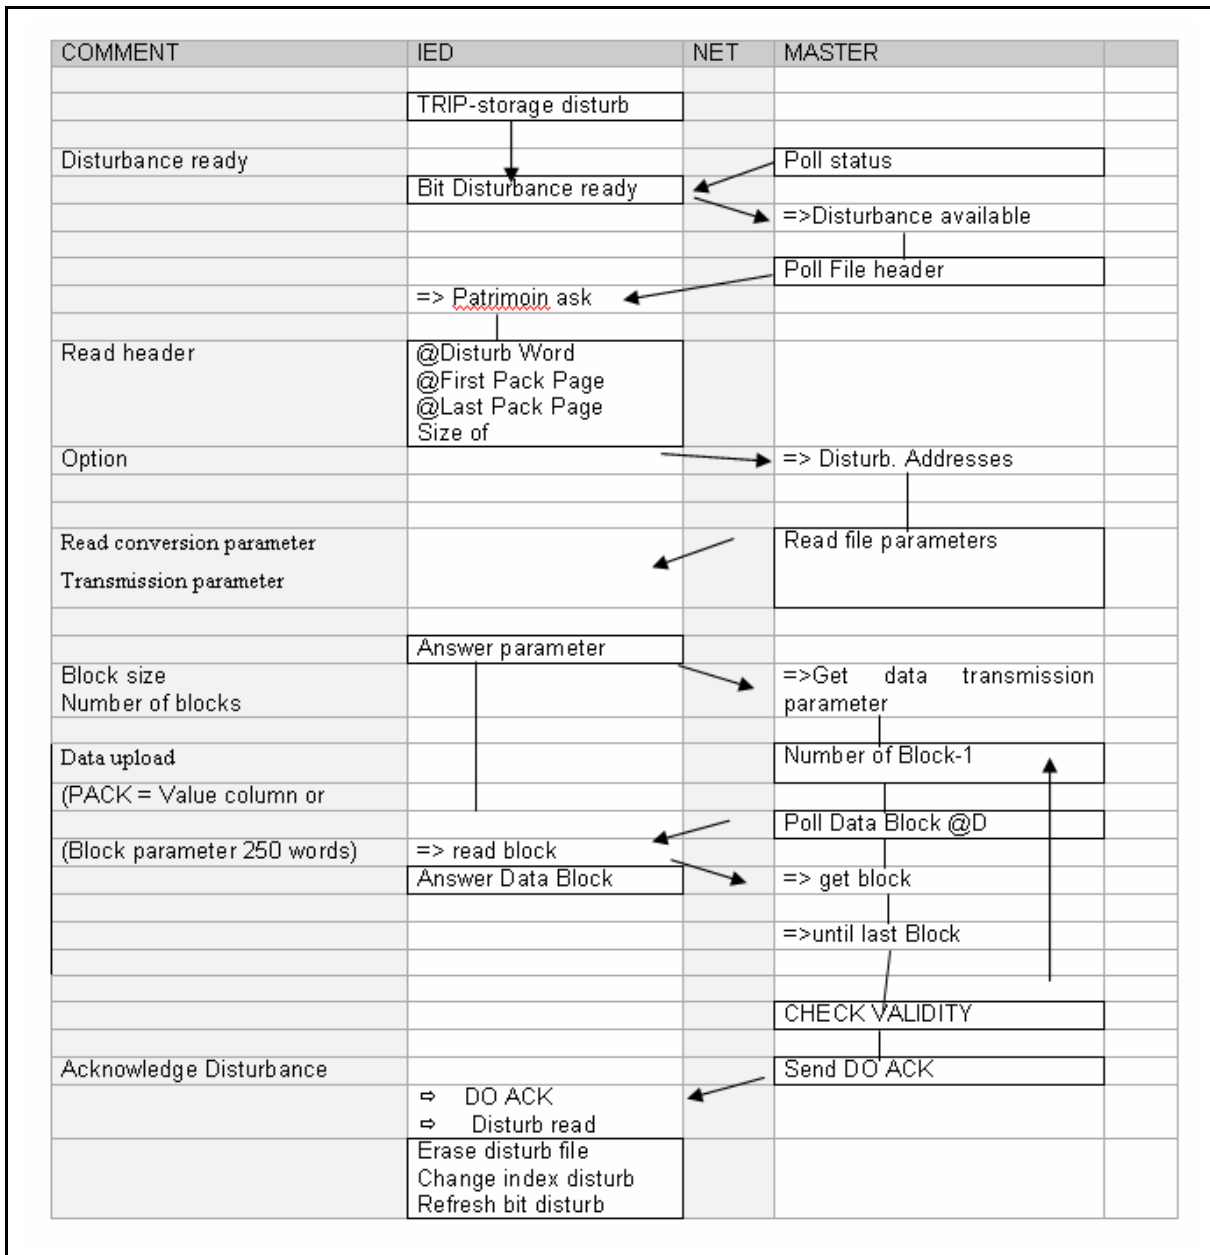 COMMENT IED NET MASTER
TRIP-storage disturb
Disturbance ready Poll status
Bit Disturbance ready
=>Disturbance available
Poll File header
=> Patrimoin ask
Read header @Disturb Word
@First Pack Page
@Last Pack Page
Size of
Option => Disturb. Addresses
Read conversion parameter Read file parameters
Transmission parameter
Answer parameter
Block size =>Get data transmission
Number of blocks parameter
Data upload Number of Block-1
(PACK = Value column or
Poll Data Block @D
(Block parameter 250 words) => read block
Answer Data Block => get block
=>until last Block
CHECK VALIDITY
Acknowledge Disturbance Send DO ACK
⇨ DO ACK
⇨ Disturb read
Erase disturb file
Change index disturb
Refresh bit disturb